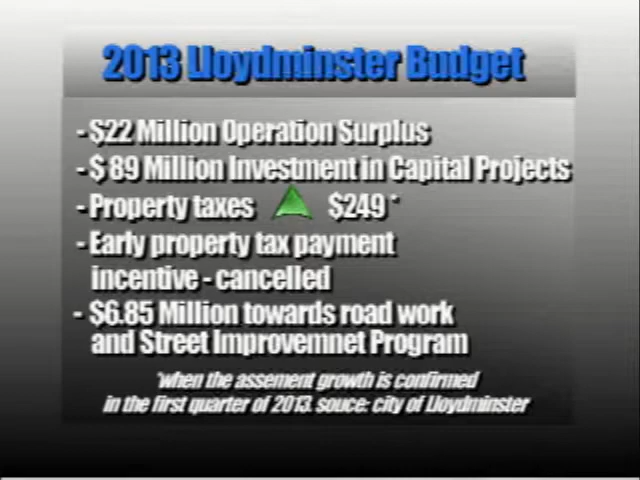 2013 Lloydminster Budget
- $22 Million Operation Surplus
- $ 89 Million Investment in Capital Projects
- Property taxes $249 *
- Early property tax payment
incentive - cancelled
- $6.85 Million towards road work
and Street Improvemnet Program
*when the assement growth is confirmed
in the first quarter of 2013. souce: city of Lloydminster